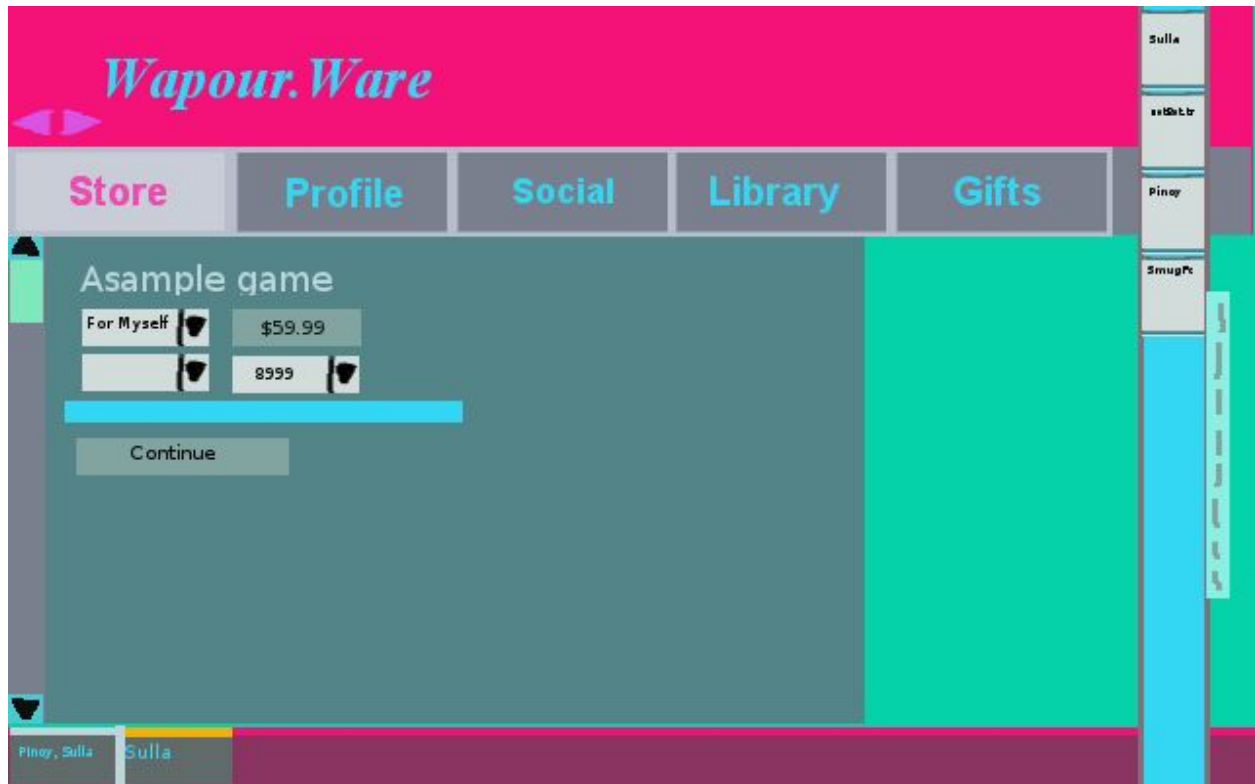 Wapour.Ware
Store
Profile
Social
Library
Gifts
Asample game
For Myself
$59.99
8999
Continue
Sulla
Pinoy
Pinoy, Sulla
Sulla